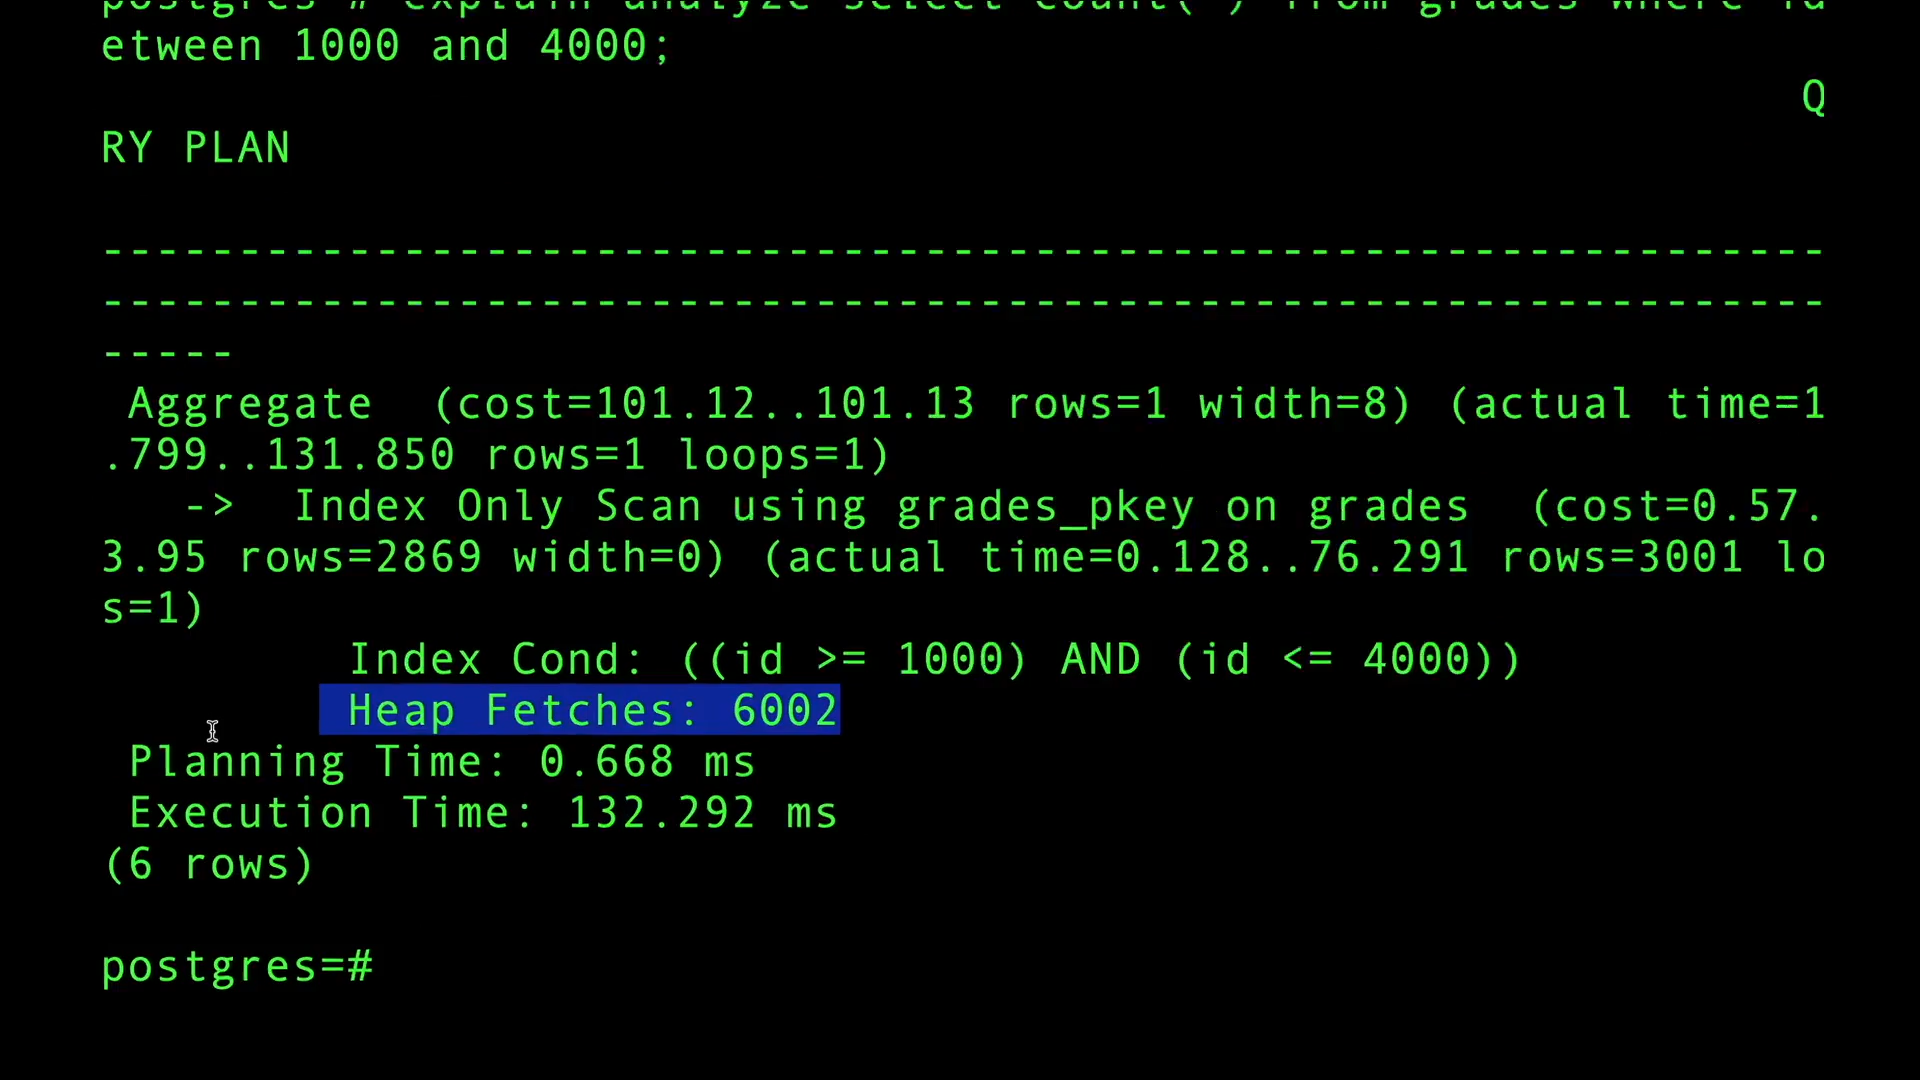 postgres # explain analyze select count( ) from grades where id
etween 1000 and 4000;
Q
RY PLAN
---------------------------------------------------------------
---------------------------------------------------------------
-----
Aggregate (cost=101.12..101.13 rows=1 width=8) (actual time=1
.799..131.850 rows=1 loops=1)
-> Index Only Scan using grades_pkey on grades (cost=0.57.
3.95 rows=2869 width=0) (actual time=0.128..76.291 rows=3001 lo
s=1)
Index Cond: ((id >= 1000) AND (id <= 4000))
Heap Fetches: 6002
Planning Time: 0.668 ms
Execution Time: 132.292 ms
(6 rows)
postgres=#